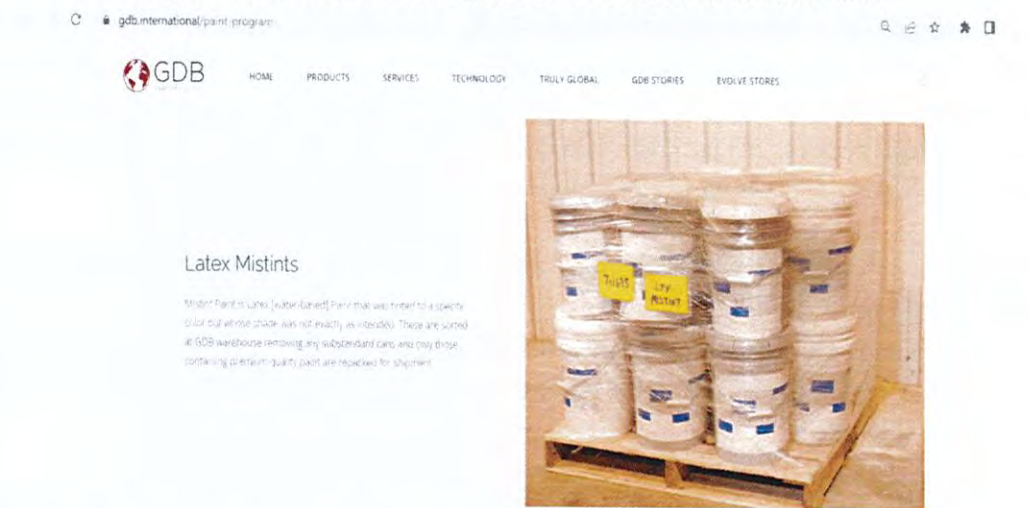 gdb.international/paint-program
GDB
HOME PRODUCTS SERVICES TECHNOLOGY TRULY GLOBAL GDB STORIES EVOLVE STORES
Latex Mistints
Mistint Paint is Latex [water-based] Paint that was tinted to a specific
color but whose shade was not exactly as intended. These are sorted
at GDB warehouse removing any substandard cans and only those
containing premium quality paint are repacked for shipment
LTX
MISTINT